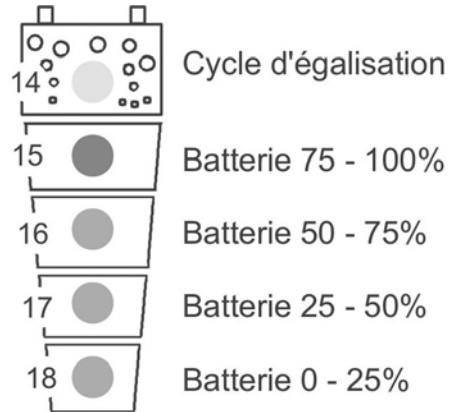 14 Cycle d'égalisation
15 Batterie 75 - 100%
16 Batterie 50 - 75%
17 Batterie 25 - 50%
18 Batterie 0 - 25%